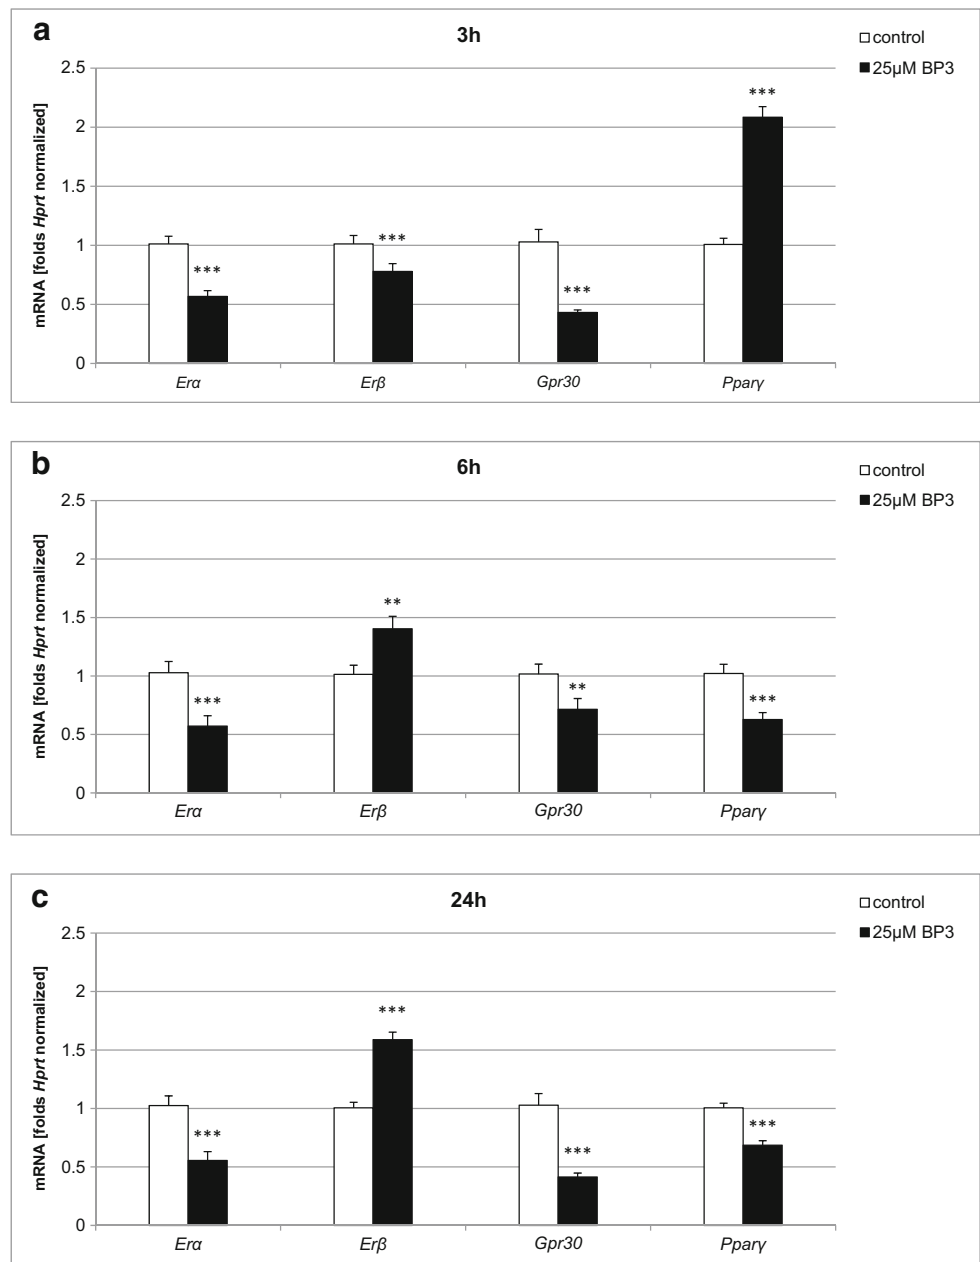 a
3h
control
25µM BP3
mRNA [folds Hprt normalized]
2.5
2
1.5
1
0.5
0
***
***
***
***
Erα
Erβ
Gpr30
Pparγ
b
6h
control
25µM BP3
mRNA [folds Hprt normalized]
2.5
2
1.5
1
0.5
0
***
**
**
***
Erα
Erβ
Gpr30
Pparγ
c
24h
control
25µM BP3
mRNA [folds Hprt normalized]
2.5
2
1.5
1
0.5
0
***
***
***
***
Erα
Erβ
Gpr30
Pparγ